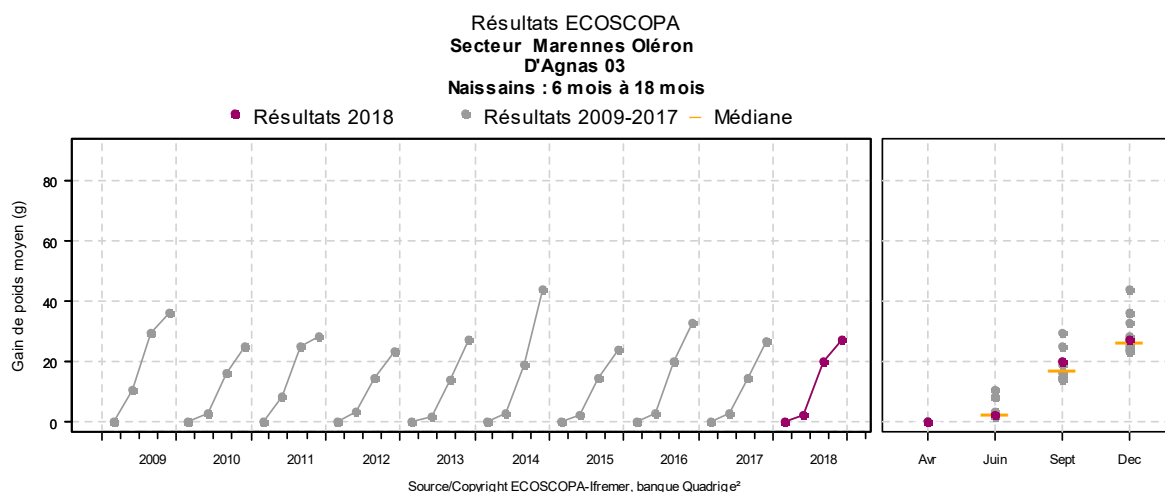 Résultats ECOSCOPA
Secteur Marennes Oléron
D'Agnas 03
Naissains : 6 mois à 18 mois
Résultats 2018 Résultats 2009-2017 Médiane
Gain de poids moyen (g)
80
60
40
20
0
2009 2010 2011 2012 2013 2014 2015 2016 2017 2018 Avr Juin Sept Dec
Source/Copyright ECOSCOPA-Ifremer, banque Quadrige²